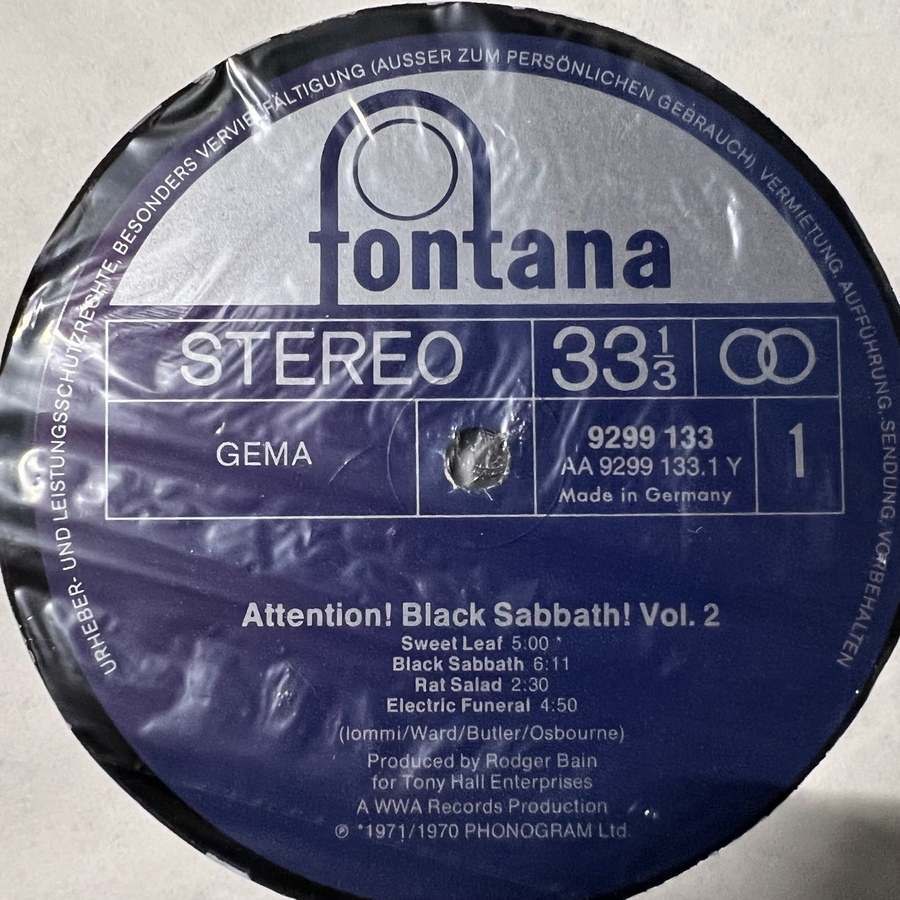 URHEBER- UND LEISTUNGSSCHUTZRECHTE, BESONDERS VERVIELFÄLTIGUNG (AUSSER ZUM PERSÖNLICHEN GEBRAUCH), VERMIETUNG, AUFFÜHRUNG, SENDUNG, VORBEHALTEN
fontana
STEREO 33 1/3
GEMA 9299 133 1
AA 9299 133.1 Y
Made in Germany
Attention! Black Sabbath! Vol. 2
Sweet Leaf 5:00 *
Black Sabbath 6:11
Rat Salad 2:30
Electric Funeral 4:50
(Iommi/Ward/Butler/Osbourne)
Produced by Rodger Bain
for Tony Hall Enterprises
A WWA Records Production
℗ *1971/1970 PHONOGRAM Ltd.